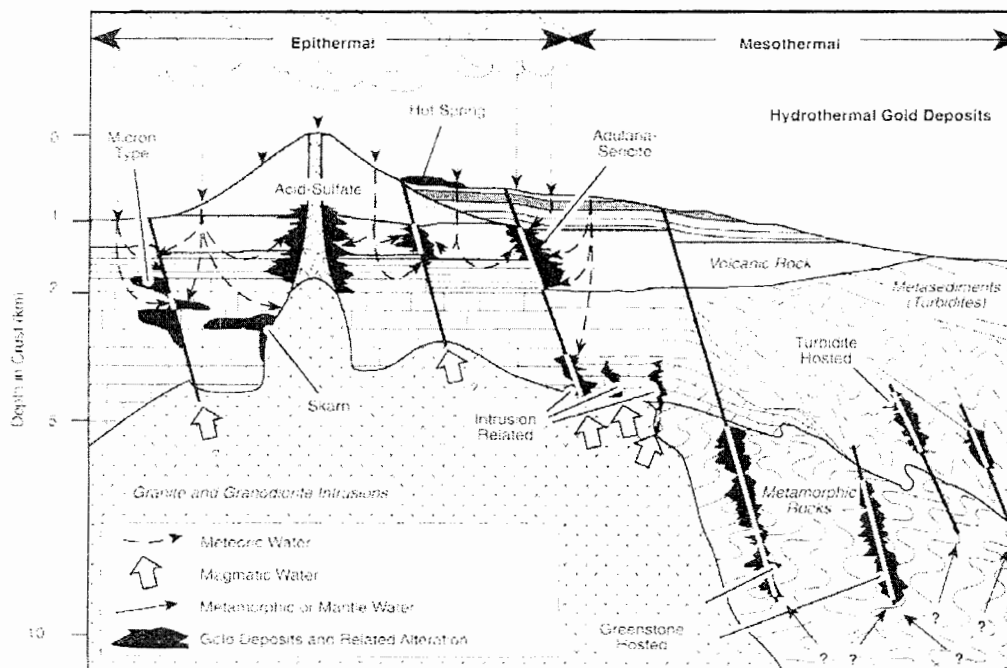 Epithermal
Mesothermal
Hydrothermal Gold Deposits
Hot Spring
Micron
Type
Adularia-
Sericite
Acid-Sulfate
0
1
2
5
10
Depth in Crust (km)
Volcanic Rock
Metasediments
(Turbidites)
Turbidite
Hosted
Skarn
Intrusion
Related
Granite and Granodiorite Intrusions
Metamorphic
Rocks
Meteoric Water
Magmatic Water
Metamorphic or Mantle Water
Gold Deposits and Related Alteration
Greenstone
Hosted
? ? ? ? ?